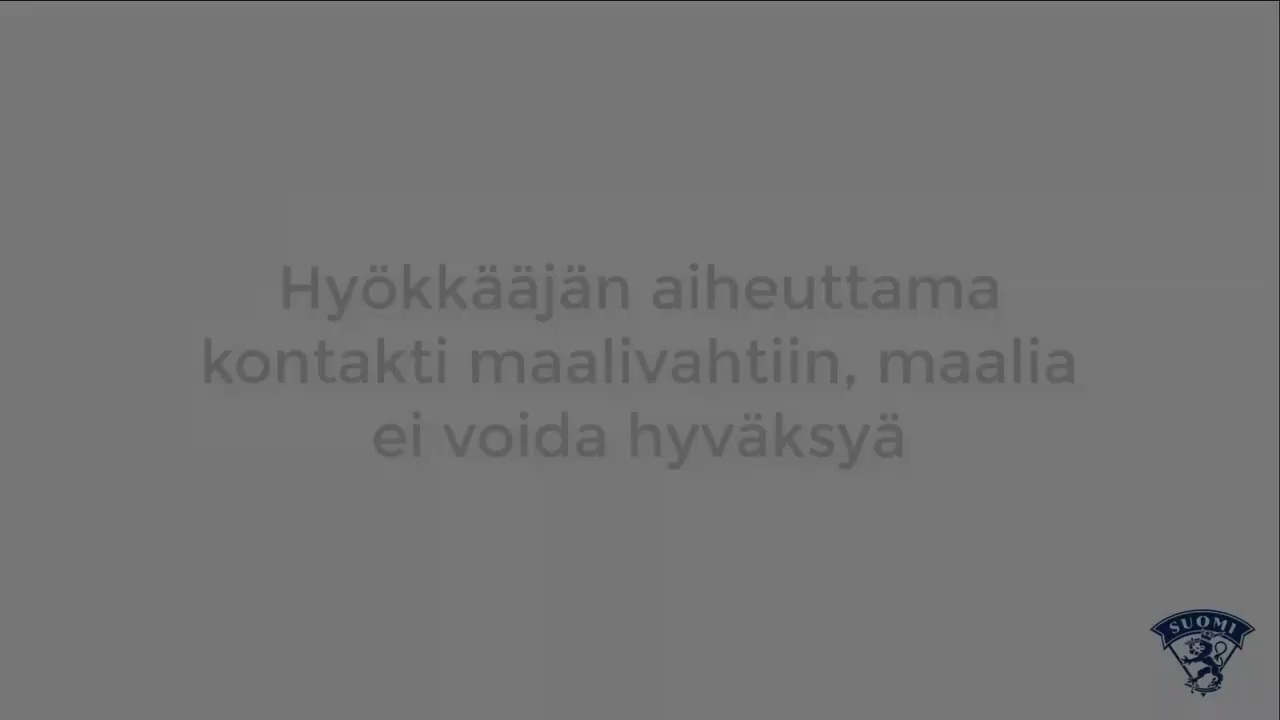 Hyökkääjän aiheuttama
kontakti maalivahtiin, maalia
ei voida hyväksyä
SUOMI